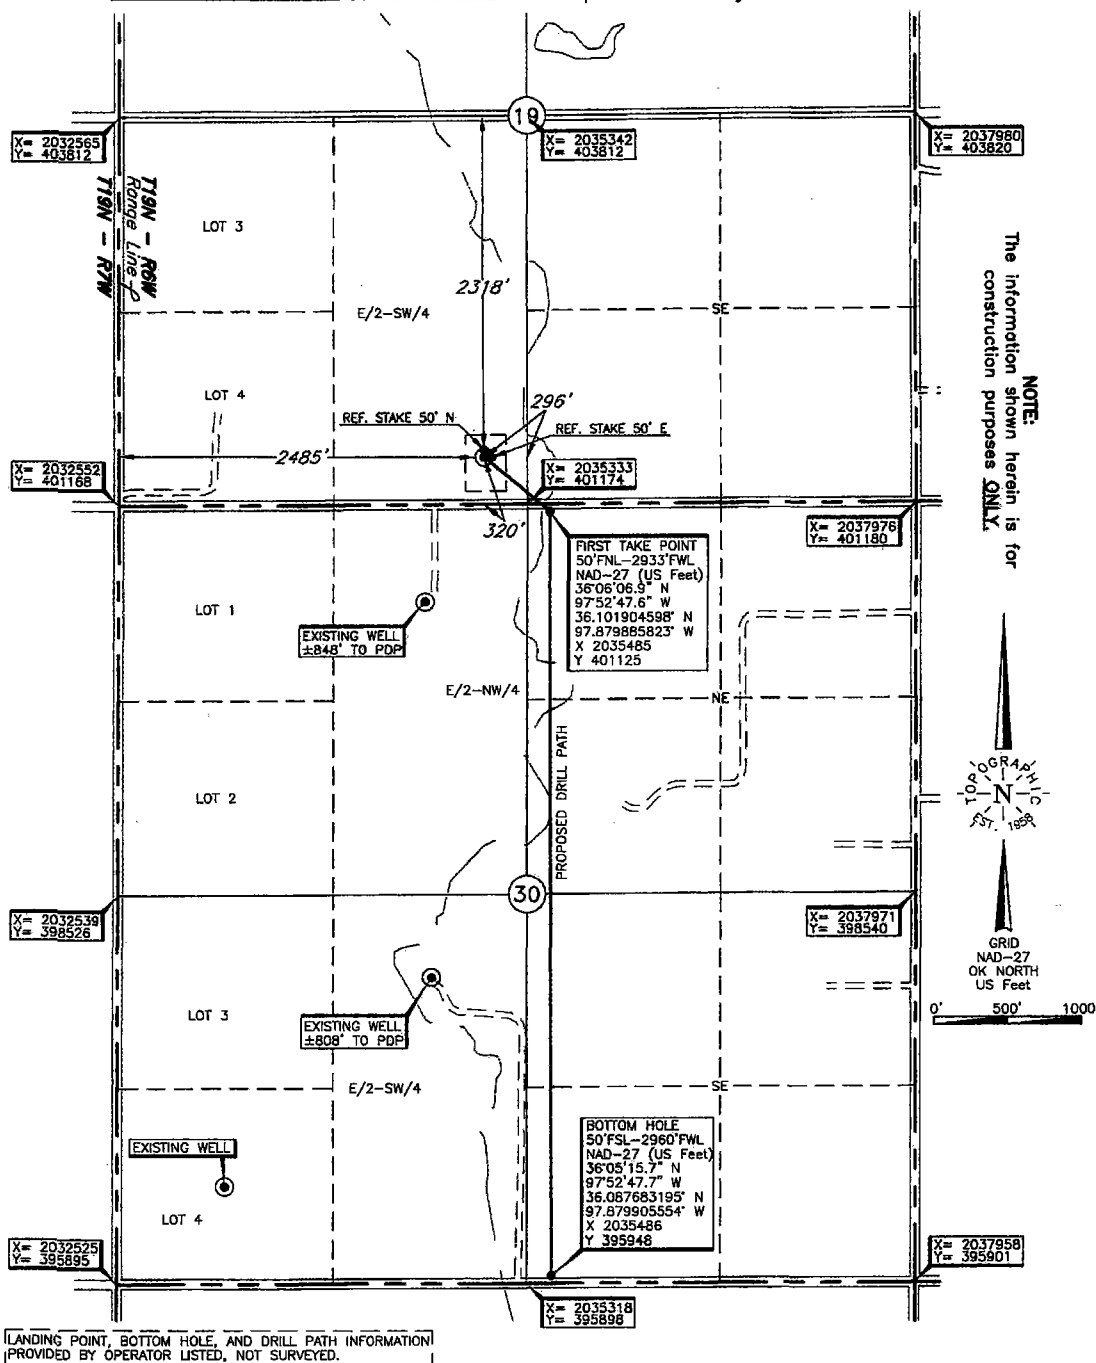 19
X= 2032565
Y= 403812
X= 2035342
Y= 403812
X= 2037980
Y= 403820
T19N - R6W
Range Line
T19N - R7W
LOT 3
2318'
E/2-SW/4
SE
NOTE:
The information shown herein is for
construction purposes ONLY.
LOT 4
296'
REF. STAKE 50' N
REF. STAKE 50' E
2485'
X= 2032552
Y= 401168
X= 2035333
Y= 401174
320'
X= 2037976
Y= 401180
FIRST TAKE POINT
50'FNL-2933'FWL
NAD-27 (US Feet)
36°06'06.9" N
97°52'47.6" W
36.101904598° N
97.879885823° W
X 2035485
Y 401125
LOT 1
EXISTING WELL
±848' TO PDP
E/2-NW/4
NE
PROPOSED DRILL PATH
LOT 2
TOPOGRAPHIC
N
EST. 1958
30
X= 2032539
Y= 398526
X= 2037971
Y= 398540
GRID
NAD-27
OK NORTH
US Feet
0' 500' 1000
LOT 3
EXISTING WELL
±808' TO PDP
E/2-SW/4
SE
BOTTOM HOLE
50'FSL-2960'FWL
NAD-27 (US Feet)
36°05'15.7" N
97°52'47.7" W
36.087683195° N
97.879905554° W
X 2035486
Y 395948
EXISTING WELL
LOT 4
X= 2032525
Y= 395895
X= 2037958
Y= 395901
X= 2035318
Y= 395898
LANDING POINT, BOTTOM HOLE, AND DRILL PATH INFORMATION
PROVIDED BY OPERATOR LISTED, NOT SURVEYED.